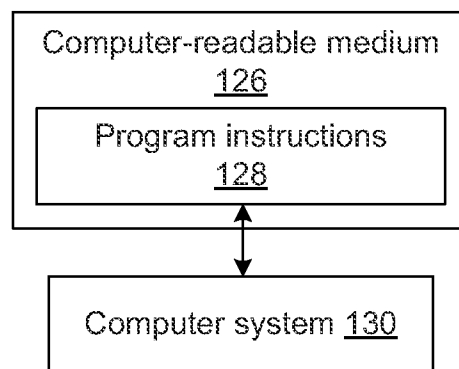 Computer-readable medium
126
Program instructions
128
Computer system 130